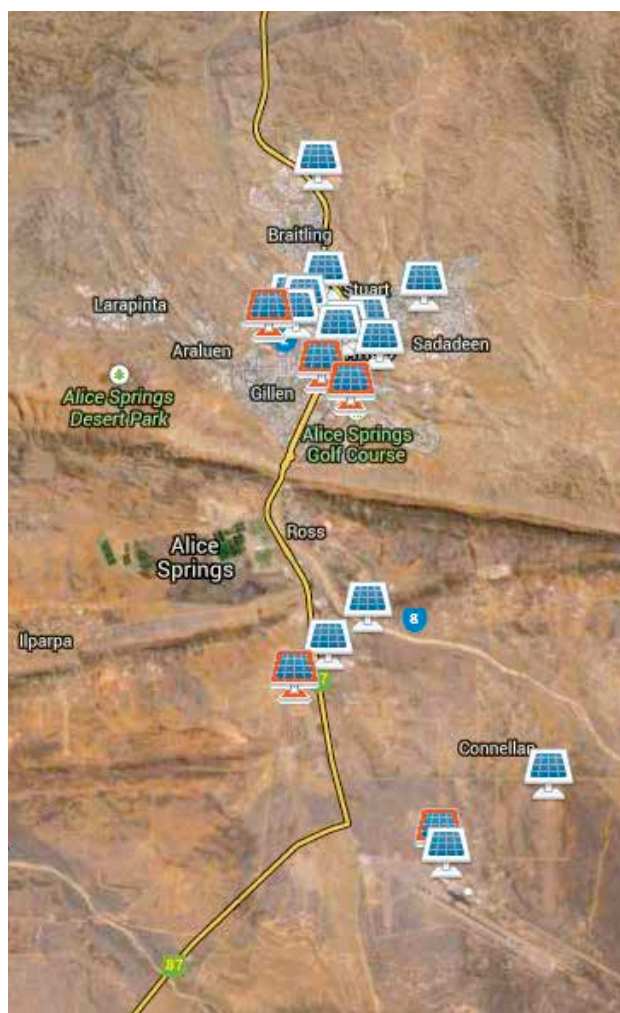 Braitling
Stuart
Larapinta
Sadadeen
Araluen
Gillen
Alice Springs
Desert Park
Alice Springs
Golf Course
Ross
Alice
Springs
8
Ilparpa
7
Connellan
87